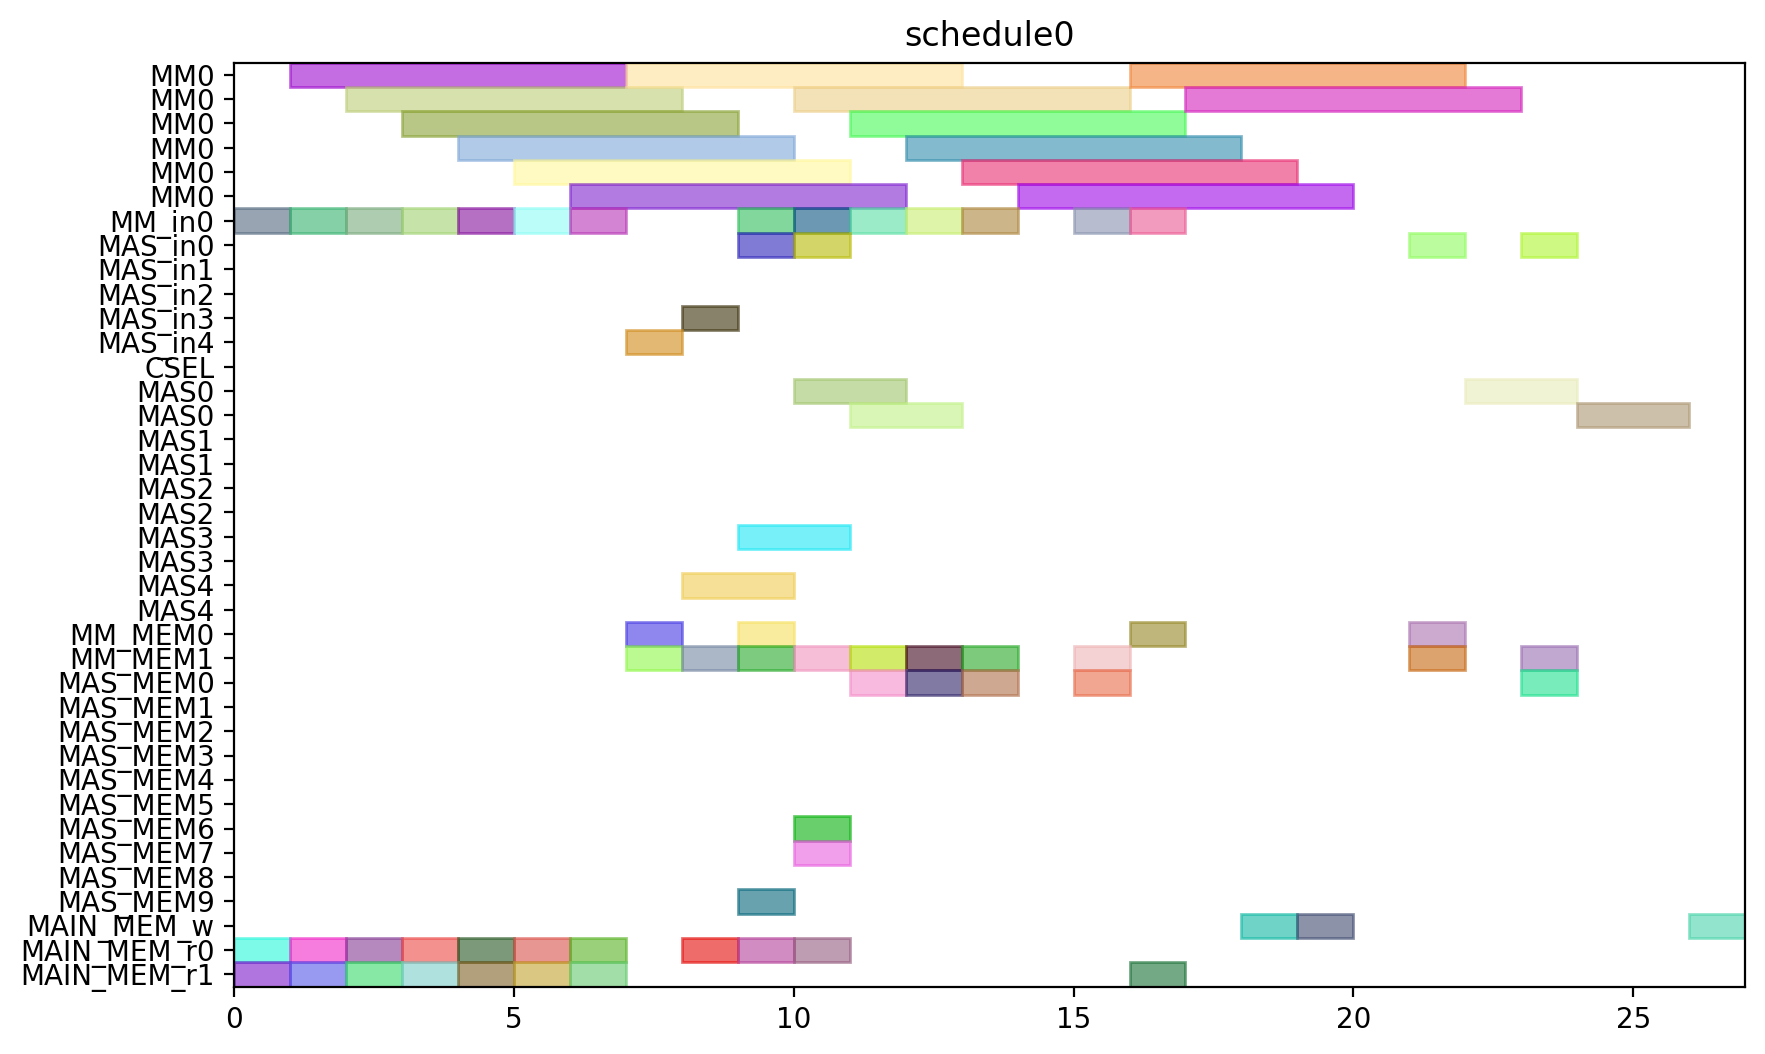 schedule0
MM0
MM0
MM0
MM0
MM0
MM0
MM_in0
MAS_in0
MAS_in1
MAS_in2
MAS_in3
MAS_in4
CSEL
MAS0
MAS0
MAS1
MAS1
MAS2
MAS2
MAS3
MAS3
MAS4
MAS4
MM_MEM0
MM_MEM1
MAS_MEM0
MAS_MEM1
MAS_MEM2
MAS_MEM3
MAS_MEM4
MAS_MEM5
MAS_MEM6
MAS_MEM7
MAS_MEM8
MAS_MEM9
MAIN_MEM_w
MAIN_MEM_r0
MAIN_MEM_r1
0 5 10 15 20 25